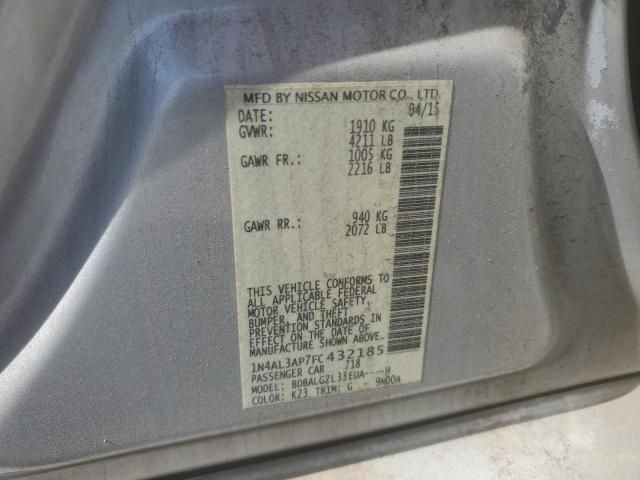 MFD BY NISSAN MOTOR CO., LTD.
DATE: 04/15
GVWR: 1910 KG
4211 LB
GAWR FR.: 1005 KG
2216 LB
GAWR RR.: 940 KG
2072 LB
THIS VEHICLE CONFORMS TO
ALL APPLICABLE FEDERAL
MOTOR VEHICLE SAFETY,
BUMPER, AND THEFT
PREVENTION STANDARDS IN
EFFECT ON THE DATE OF
MANUFACTURE SHOWN ABOVE.
1N4AL3AP7FC432185
PASSENGER CAR 718
MODEL: BDBALGZL33EUA----H
COLOR: K23 TRIM: G 9N00A